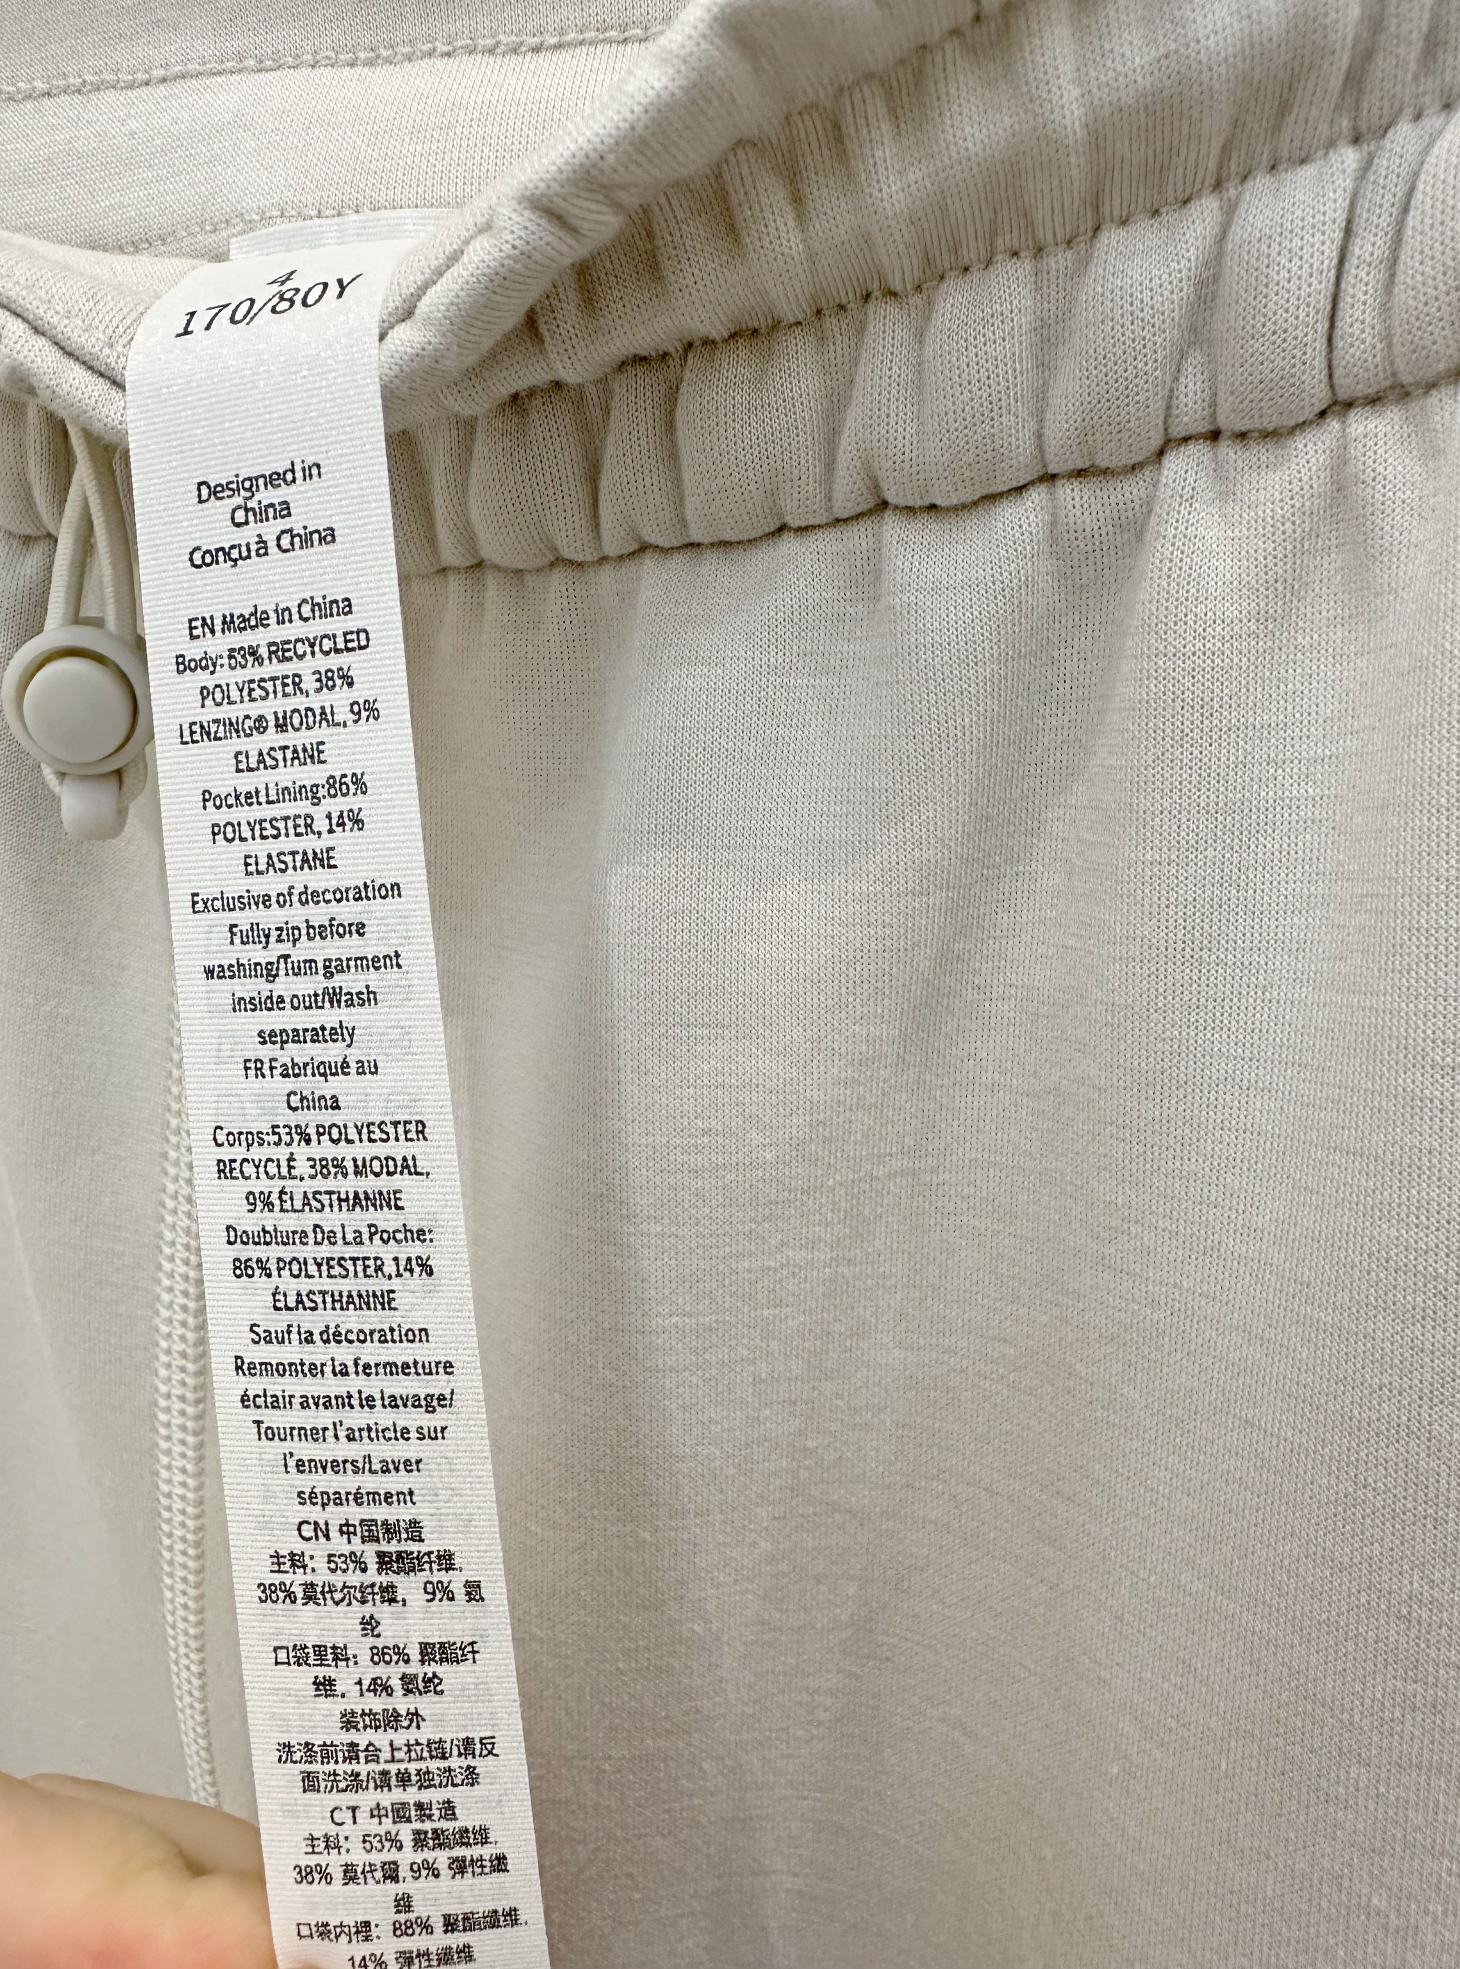 4
170/80Y
Designed in
China
Conçu à China
EN Made in China
Body: 53% RECYCLED
POLYESTER, 38%
LENZING® MODAL, 9%
ELASTANE
Pocket Lining:86%
POLYESTER, 14%
ELASTANE
Exclusive of decoration
Fully zip before
washing/Turn garment
inside out/Wash
separately
FR Fabriqué au
China
Corps:53% POLYESTER
RECYCLÉ, 38% MODAL,
9% ÉLASTHANNE
Doublure De La Poche:
86% POLYESTER,14%
ÉLASTHANNE
Sauf la décoration
Remonter la fermeture
éclair avant le lavage/
Tourner l'article sur
l'envers/Laver
séparément
CN 中国制造
主料：53% 聚酯纤维,
38% 莫代尔纤维, 9% 氨
纶
口袋里料：86% 聚酯纤
维, 14% 氨纶
装饰除外
洗涤前请合上拉链/请反
面洗涤/请单独洗涤
CT 中國製造
主料：53% 聚酯纖维,
38% 莫代爾, 9% 彈性纖
维
口袋内裡：88% 聚酯纖维,
14% 彈性纖维